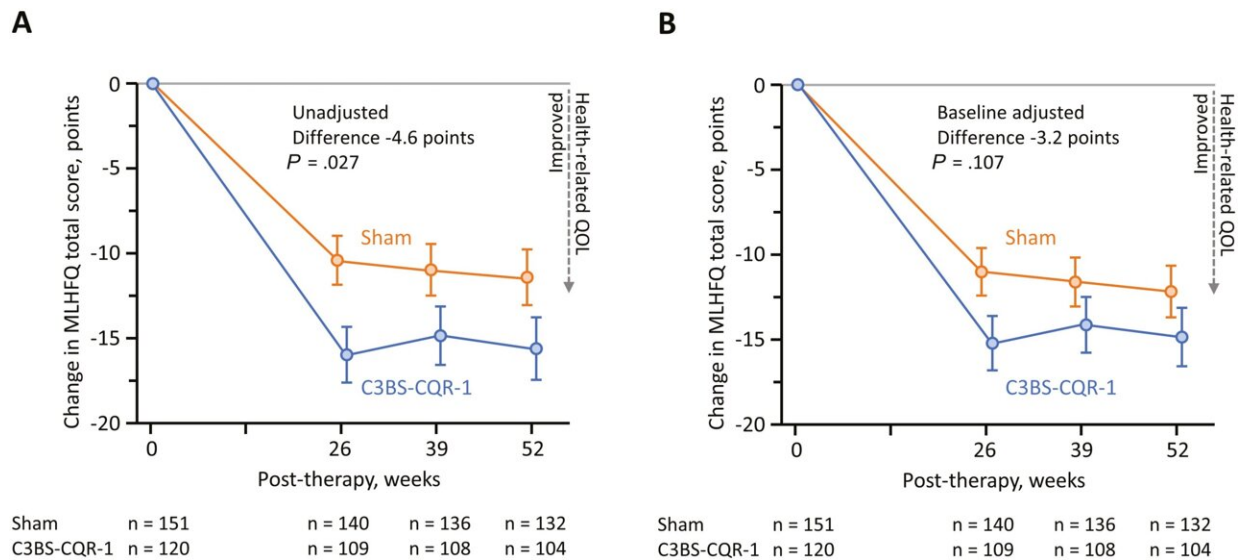 A
Change in MLHFQ total score, points
0
-5
-10
-15
-20
Unadjusted
Difference -4.6 points
P = .027
Health-related QOL
Improved
Sham
C3BS-CQR-1
0 26 39 52
Post-therapy, weeks
Sham n = 151 n = 140 n = 136 n = 132
C3BS-CQR-1 n = 120 n = 109 n = 108 n = 104
B
Change in MLHFQ total score, points
0
-5
-10
-15
-20
Baseline adjusted
Difference -3.2 points
P = .107
Health-related QOL
Improved
Sham
C3BS-CQR-1
0 26 39 52
Post-therapy, weeks
Sham n = 151 n = 140 n = 136 n = 132
C3BS-CQR-1 n = 120 n = 109 n = 108 n = 104